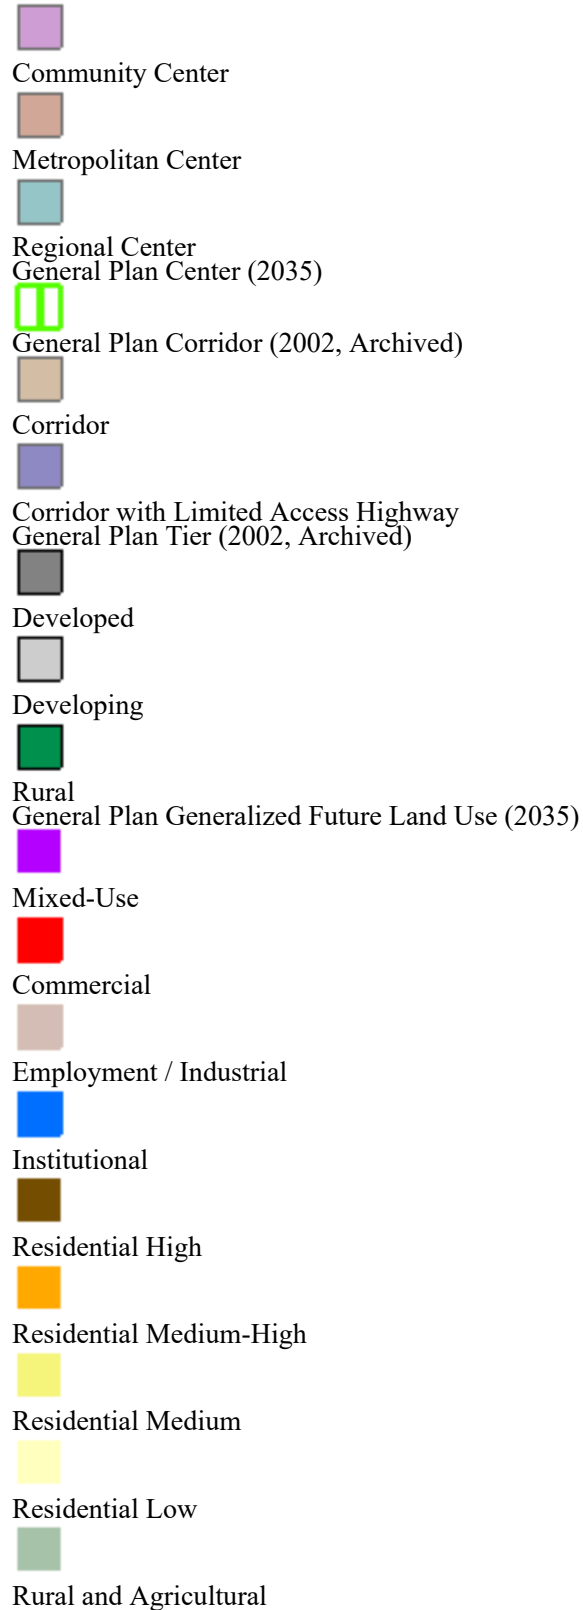 Community Center
Metropolitan Center
Regional Center
General Plan Center (2035)
General Plan Corridor (2002, Archived)
Corridor
Corridor with Limited Access Highway
General Plan Tier (2002, Archived)
Developed
Developing
Rural
General Plan Generalized Future Land Use (2035)
Mixed-Use
Commercial
Employment / Industrial
Institutional
Residential High
Residential Medium-High
Residential Medium
Residential Low
Rural and Agricultural